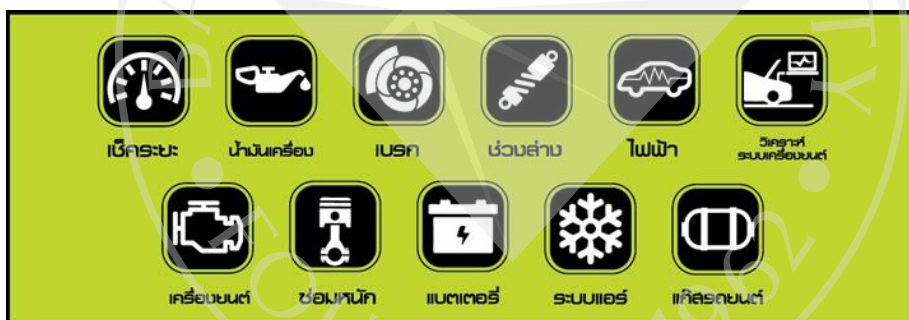 เช็คระยะ
น้ำมันเครื่อง
เบรก
ช่วงล่าง
ไฟฟ้า
วิเคราะห์
ระบบเครื่องยนต์
เครื่องยนต์
ซ่อมหนัก
แบตเตอรี่
ระบบแอร์
แก๊สรถยนต์
1962